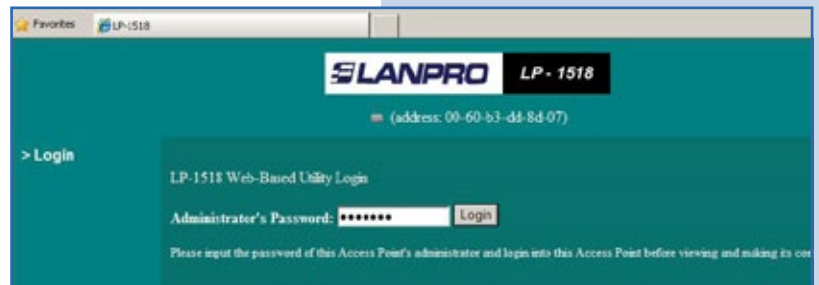 Favorites LP-1518
LANPRO LP - 1518
(address: 00-60-b3-dd-8d-07)
> Login
LP-1518 Web-Based Utility Login
Administrator's Password: ••••••• Login
Please input the password of this Access Point's administrator and login into this Access Point before viewing and making its con